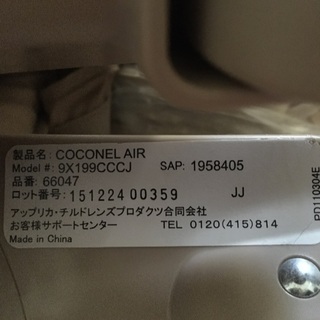 製品名: COCONEL AIR
Model #: 9X199CCCJ SAP: 1958405
品番: 66047
ロット番号: 15122400359 JJ
アップリカ・チルドレンズプロダクツ合同会社
お客様サポートセンター TEL 0120(415)814
Made in China
PD110304E